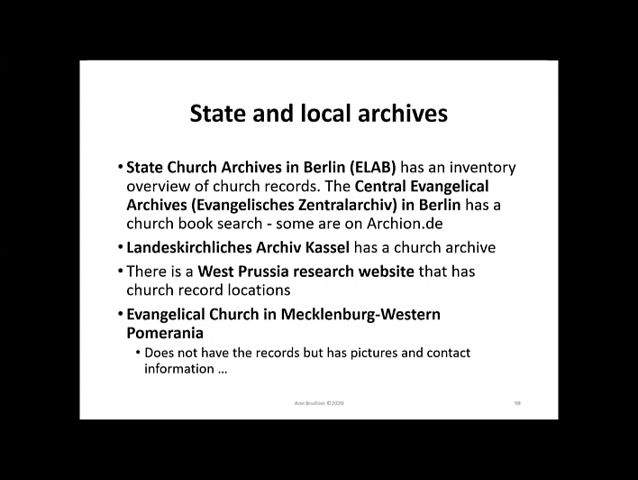 State and local archives
• State Church Archives in Berlin (ELAB) has an inventory
overview of church records. The Central Evangelical
Archives (Evangelisches Zentralarchiv) in Berlin has a
church book search - some are on Archion.de
• Landeskirchliches Archiv Kassel has a church archive
• There is a West Prussia research website that has
church record locations
• Evangelical Church in Mecklenburg-Western
Pomerania
• Does not have the records but has pictures and contact
information ...
98